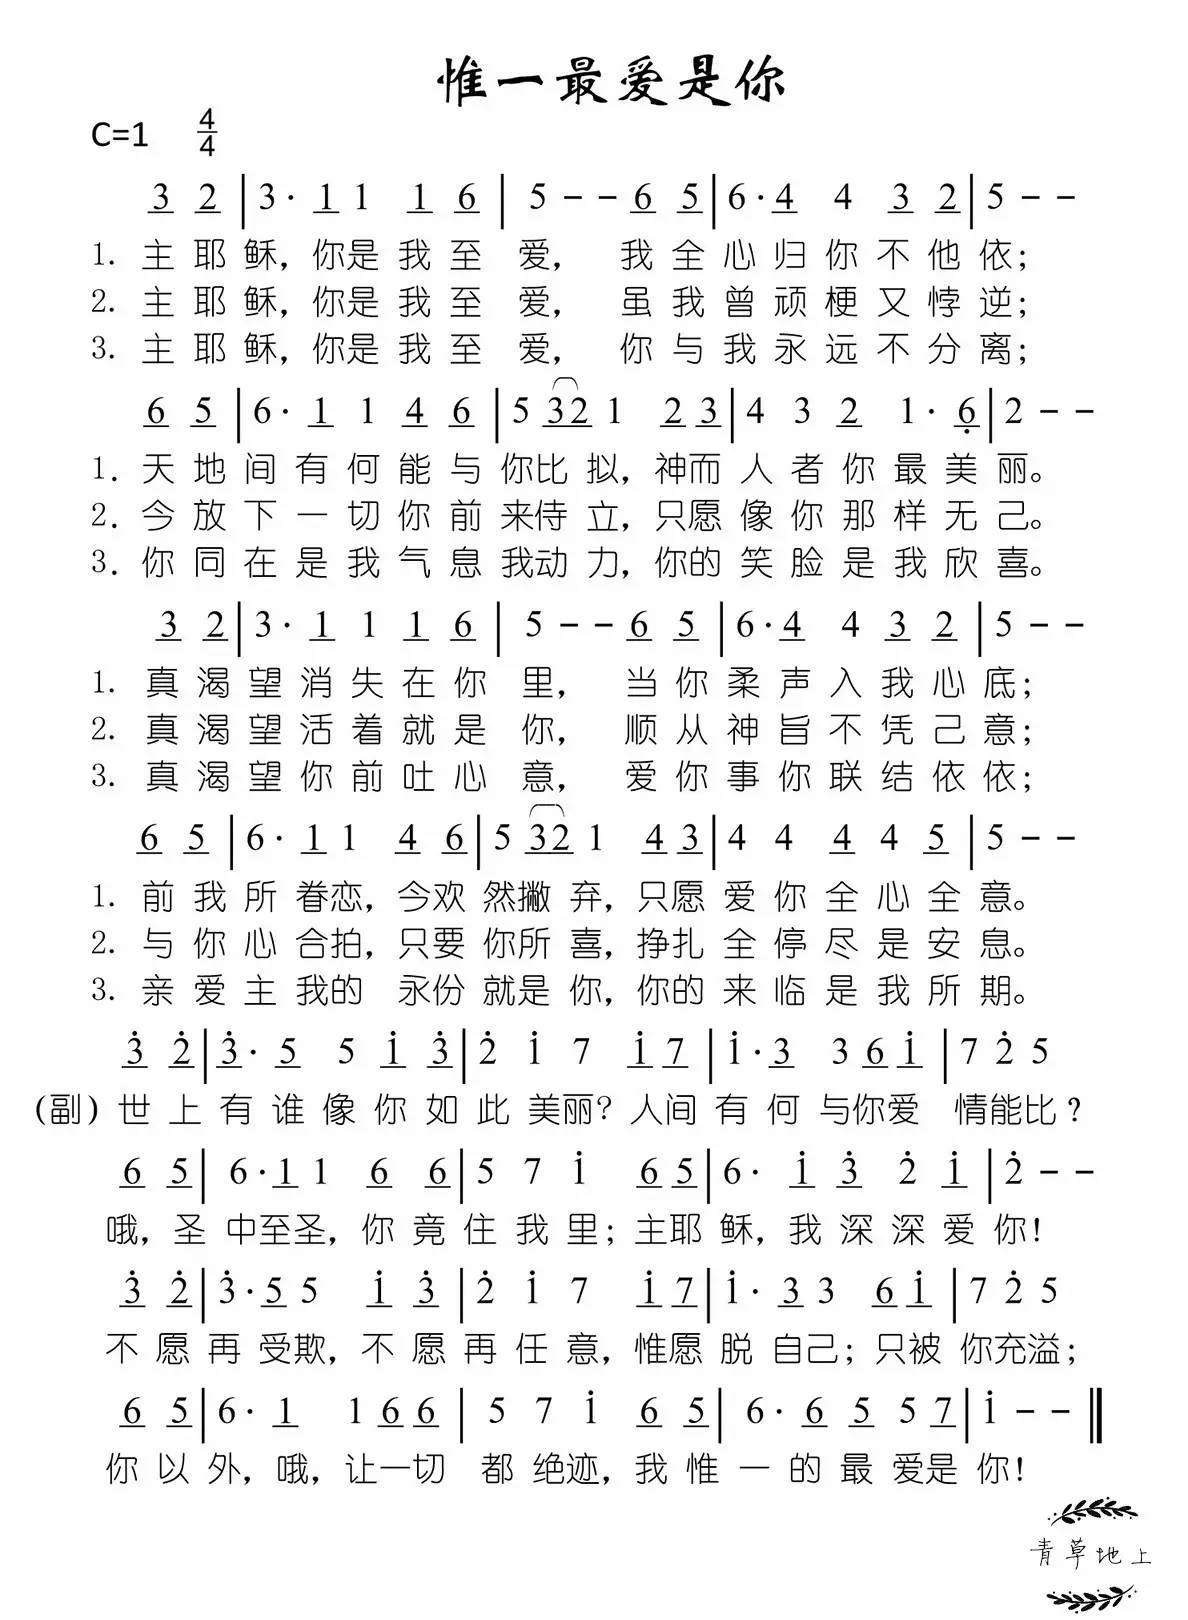 惟一最爱是你
C=1 4/4
3 2|3· 1 1 1 6|5 - - 6 5|6· 4 4 3 2|5 - -
1. 主耶稣，你是我至爱，我全心归你不他依；
2. 主耶稣，你是我至爱，虽我曾顽梗又悖逆；
3. 主耶稣，你是我至爱，你与我永远不分离；
6 5|6· 1 1 4 6|5 32 1 2 3|4 3 2 1· 6̣|2 - -
1. 天地间有何能与你比拟，神而人者你最美丽。
2. 今放下一切你前来侍立，只愿像你那样无己。
3. 你同在是我气息我动力，你的笑脸是我欣喜。
3 2|3· 1 1 1 6|5 - - 6 5|6· 4 4 3 2|5 - -
1. 真渴望消失在你里，当你柔声入我心底；
2. 真渴望活着就是你，顺从神旨不凭己意；
3. 真渴望你前吐心意，爱你事你联结依依；
6 5|6· 1 1 4 6|5 32 1 4 3|4 4 4 4 5|5 - -
1. 前我所眷恋，今欢然撇弃，只愿爱你全心全意。
2. 与你心合拍，只要你所喜，挣扎全停尽是安息。
3. 亲爱主我的永份就是你，你的来临是我所期。
3̇ 2̇|3̇· 5 5 1̇ 3̇|2̇ 1̇ 7 1̇ 7|1̇· 3 3 6 1̇|7 2̇ 5
(副) 世上有谁像你如此美丽？人间有何与你爱情能比？
6 5|6· 1 1 6 6|5 7 1̇ 6 5|6· 1̇ 3̇ 2̇ 1̇|2̇ - -
哦，圣中至圣，你竟住我里；主耶稣，我深深爱你！
3̇ 2̇|3̇· 5 5 1̇ 3̇|2̇ 1̇ 7 1̇ 7|1̇· 3 3 6 1̇|7 2̇ 5
不愿再受欺，不愿再任意，惟愿脱自己；只被你充溢；
6 5|6· 1 1 6 6|5 7 1̇ 6 5|6· 6 5 5 7|1̇ - -‖
你以外，哦，让一切都绝迹，我惟一的最爱是你！
青草地上